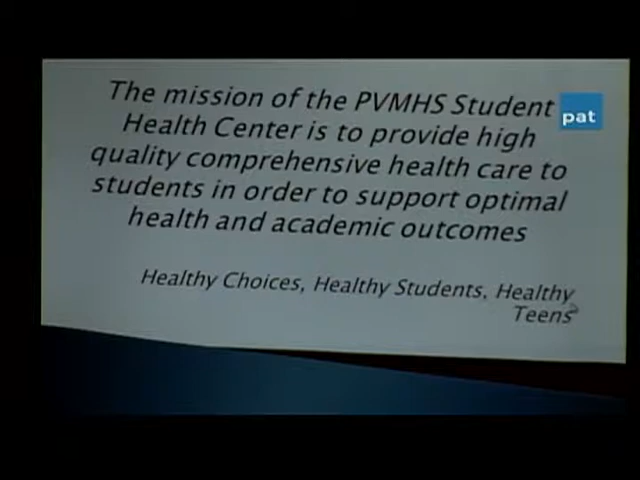 The mission of the PVMHS Student
Health Center is to provide high
quality comprehensive health care to
students in order to support optimal
health and academic outcomes
Healthy Choices, Healthy Students, Healthy
Teens
pat